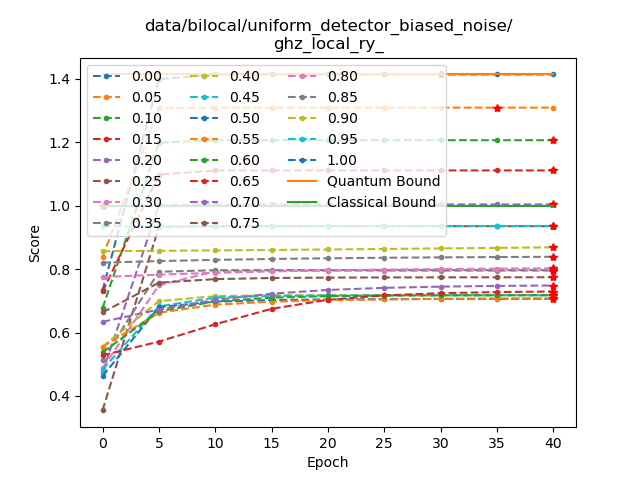 data/bilocal/uniform_detector_biased_noise/
ghz_local_ry_
1.4
1.2
1.0
0.8
0.6
0.4
Score
0.00 0.40 0.80
0.05 0.45 0.85
0.10 0.50 0.90
0.15 0.55 0.95
0.20 0.60 1.00
0.25 0.65 Quantum Bound
0.30 0.70 Classical Bound
0.35 0.75
0 5 10 15 20 25 30 35 40
Epoch